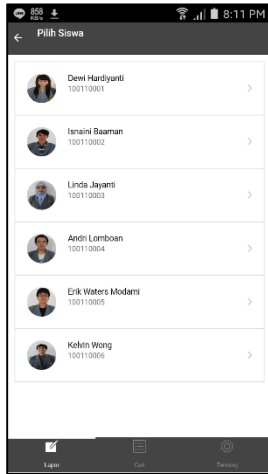 858
KB/s
8:11 PM
Pilih Siswa
Dewi Hardiyanti
100110001
Isnaini Baaman
100110002
Linda Jayanti
100110003
Andri Lomboan
100110004
Erik Waters Modami
100110005
Kelvin Wong
100110006
Lapor
Cari
Tentang